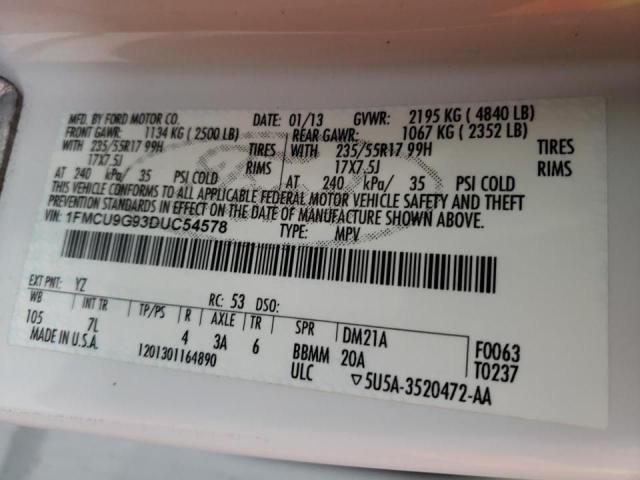 MFD. BY FORD MOTOR CO. DATE: 01/13 GVWR: 2195 KG (4840 LB)
FRONT GAWR: 1134 KG (2500 LB) REAR GAWR: 1067 KG (2352 LB)
WITH 235/55R17 99H TIRES WITH 235/55R17 99H TIRES
17X7.5J RIMS 17X7.5J RIMS
AT 240 kPa/ 35 PSI COLD AT 240 kPa/ 35 PSI COLD
THIS VEHICLE CONFORMS TO ALL APPLICABLE FEDERAL MOTOR VEHICLE SAFETY AND THEFT
PREVENTION STANDARDS IN EFFECT ON THE DATE OF MANUFACTURE SHOWN ABOVE.
VIN: 1FMCU9G93DUC54578 TYPE: MPV
EXT PNT: YZ RC: 53 DSO:
WB INT TR TP/PS R AXLE TR SPR DM21A F0063
105 7L 4 3A 6 BBMM 20A T0237
MADE IN U.S.A. 1201301164890 ULC ▽5U5A-3520472-AA